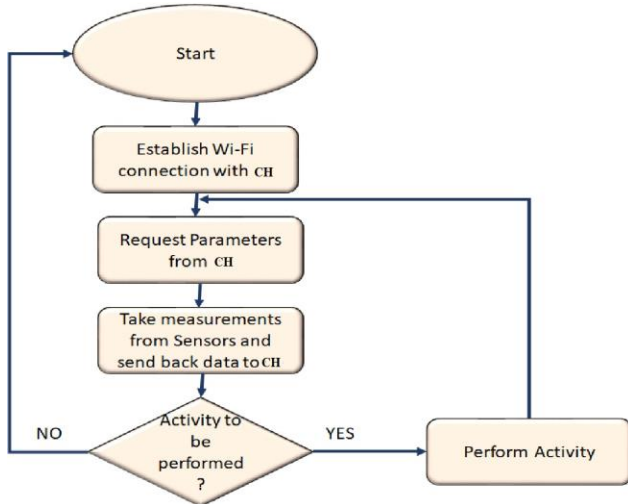 Start
Establish Wi-Fi
connection with CH
Request Parameters
from CH
Take measurements
from Sensors and
send back data to CH
Activity to
be
performed
?
NO
YES
Perform Activity